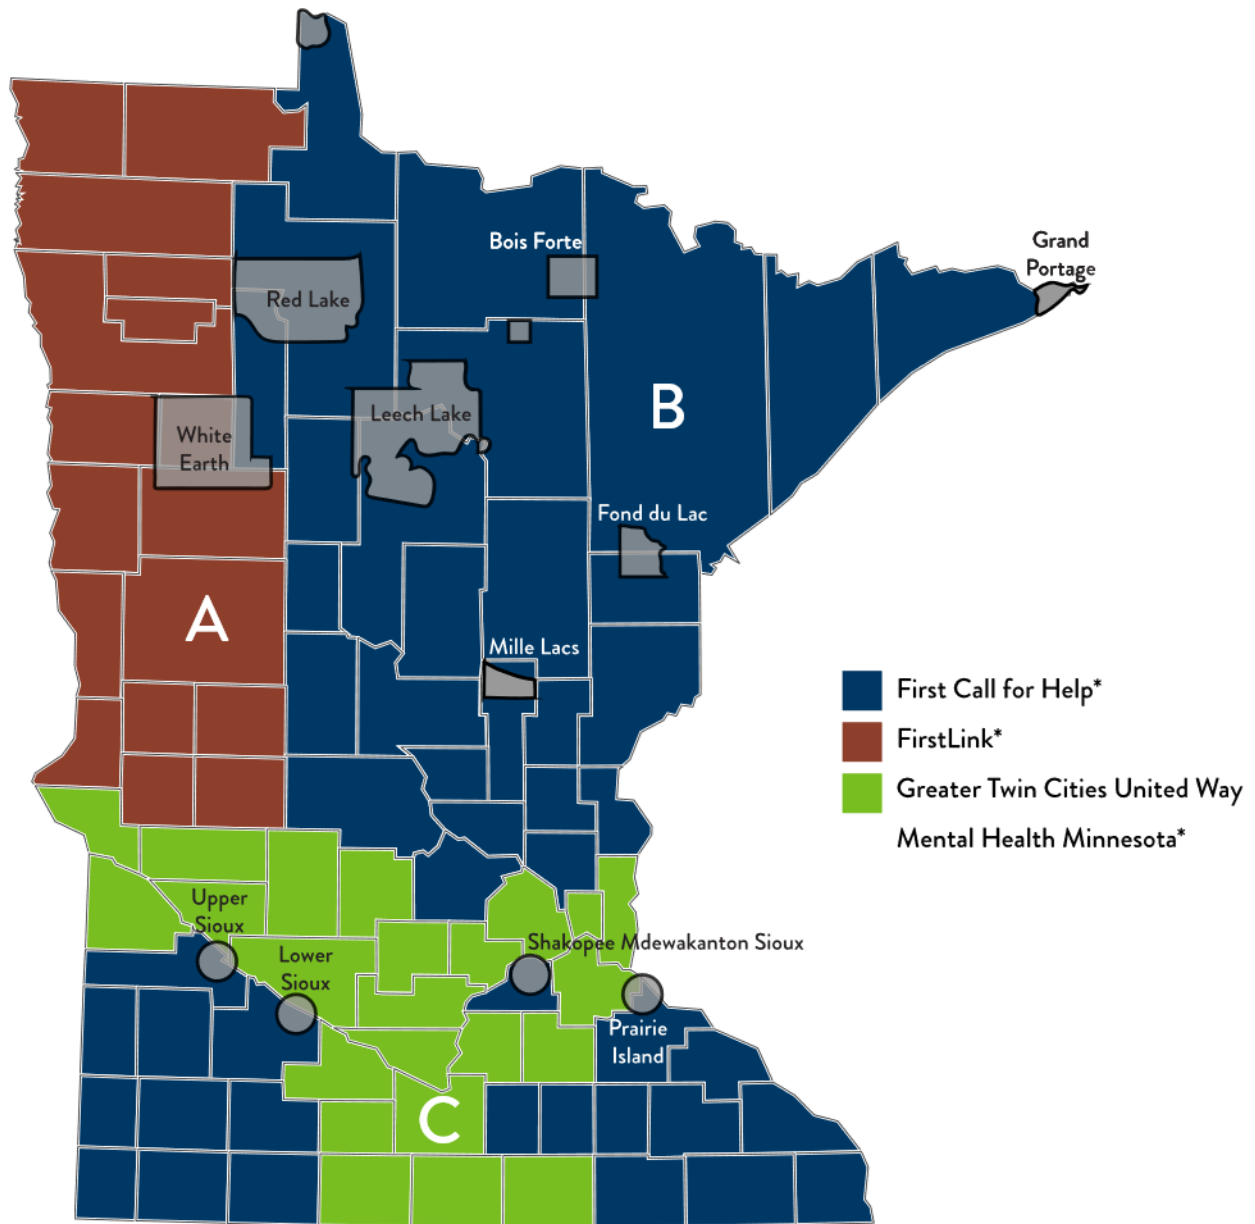 Bois Forte
Grand
Portage
Red Lake
B
Leech Lake
White
Earth
Fond du Lac
A
Mille Lacs
First Call for Help*
FirstLink*
Greater Twin Cities United Way
Mental Health Minnesota*
Upper
Sioux
Lower
Sioux
Shakopee Mdewakanton Sioux
Prairie
Island
C